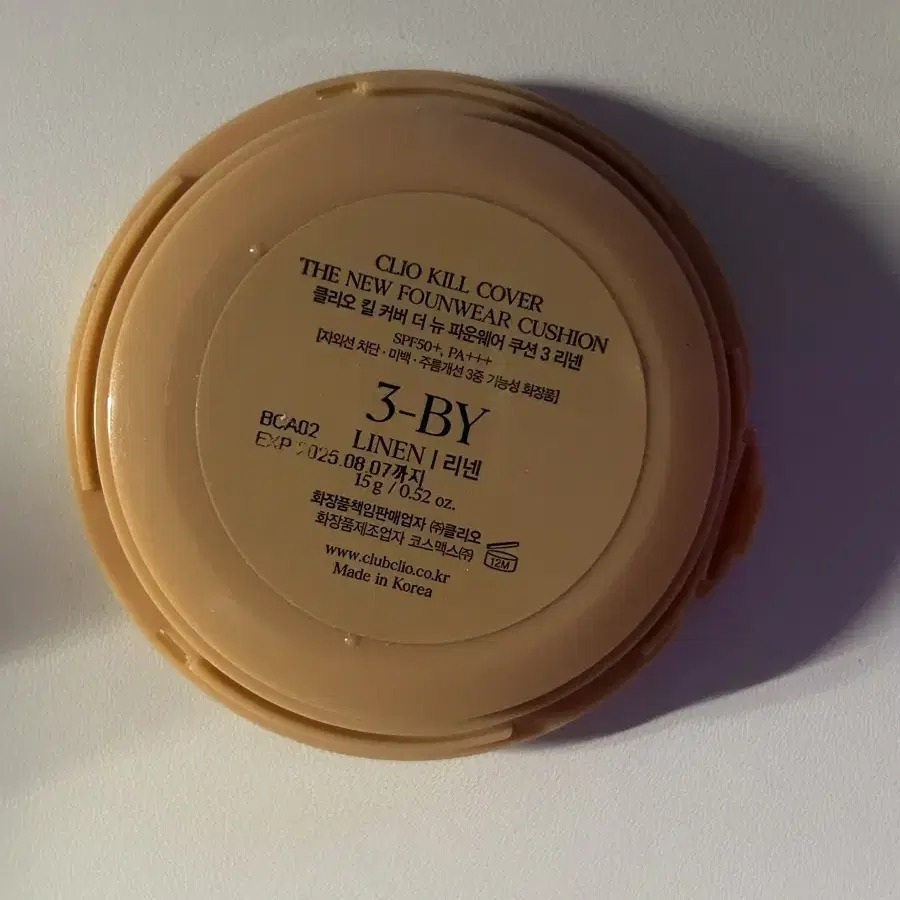 CLIO KILL COVER
THE NEW FOUNWEAR CUSHION
클리오 킬 커버 더 뉴 파운웨어 쿠션 3 리넨
SPF50+, PA+++
[자외선 차단 · 미백 · 주름개선 3중 기능성 화장품]
3-BY
BCA02
LINEN | 리넨
EXP 2025.08.07까지
15g / 0.52 oz.
화장품책임판매업자 ㈜클리오
화장품제조업자 코스맥스㈜
12M
www.clubclio.co.kr
Made in Korea